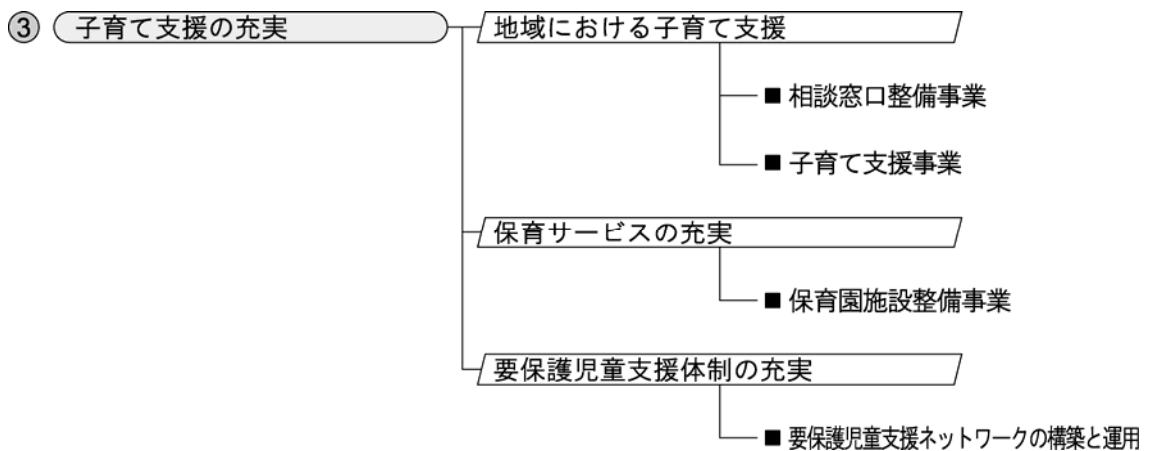 ③ 子育て支援の充実
地域における子育て支援
■ 相談窓口整備事業
■ 子育て支援事業
保育サービスの充実
■ 保育園施設整備事業
要保護児童支援体制の充実
■ 要保護児童支援ネットワークの構築と運用